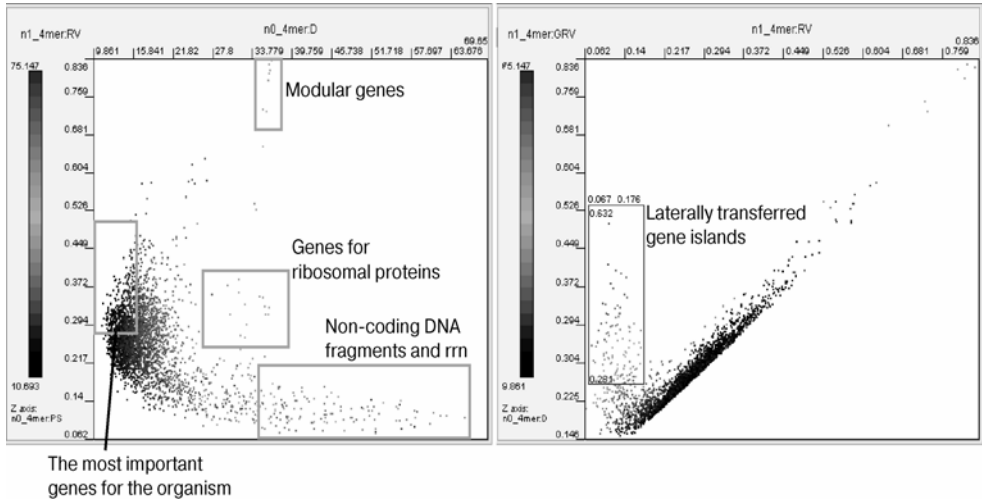 n0_4mer:D
n1_4mer:RV
9.861 15.841 21.82 27.8 33.779 39.759 45.738 51.718 57.697 63.676 69.65
75.147
0.836
0.769
0.681
0.604
0.526
0.449
0.372
0.294
0.217
0.14
0.062
10.693
Z axis:
n0_4mer:PS
Modular genes
Genes for
ribosomal proteins
Non-coding DNA
fragments and rrn
The most important
genes for the organism
n1_4mer:RV
n1_4mer:GRV
0.062 0.14 0.217 0.294 0.372 0.449 0.526 0.604 0.681 0.759 0.836
0.836
0.769
0.681
0.604
0.526
0.449
0.372
0.304
0.225
0.146
9.861
Z axis:
n0_4mer:D
0.067 0.176
0.632
0.281
Laterally transferred
gene islands